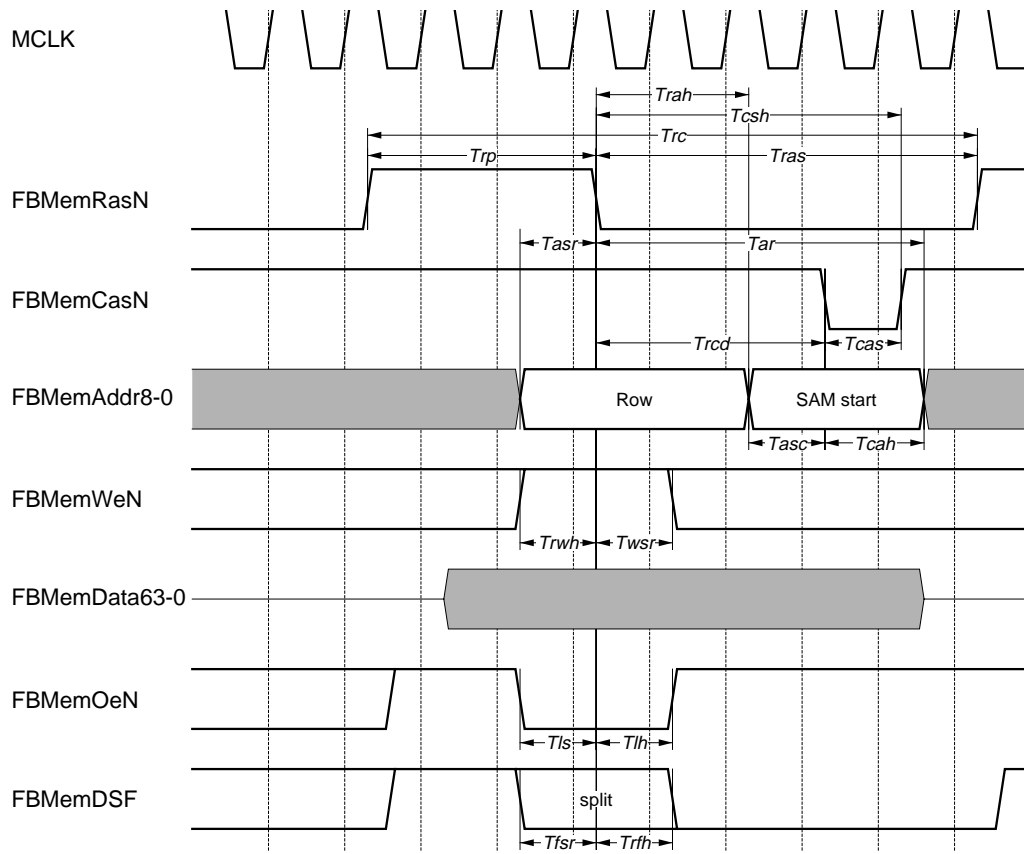 MCLK
Trah
Tcsh
Trc
Trp
Tras
FBMemRasN
Tasr
Tar
FBMemCasN
Trcd
Tcas
FBMemAddr8-0
Row
SAM start
Tasc
Tcah
FBMemWeN
Trwh
Twsr
FBMemData63-0
FBMemOeN
Tls
Tlh
FBMemDSF
split
Tfsr
Trfh